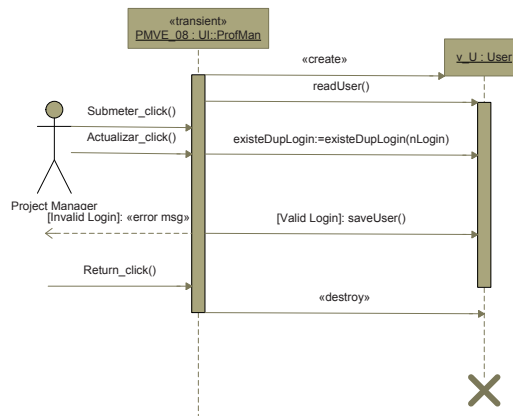 «transient»
PMVE_08 : UI::ProfMan
«create»
v_U : User
readUser()
Submeter_click()
Actualizar_click()
existeDupLogin:=existeDupLogin(nLogin)
Project Manager
[Invalid Login]: «error msg»
[Valid Login]: saveUser()
Return_click()
«destroy»